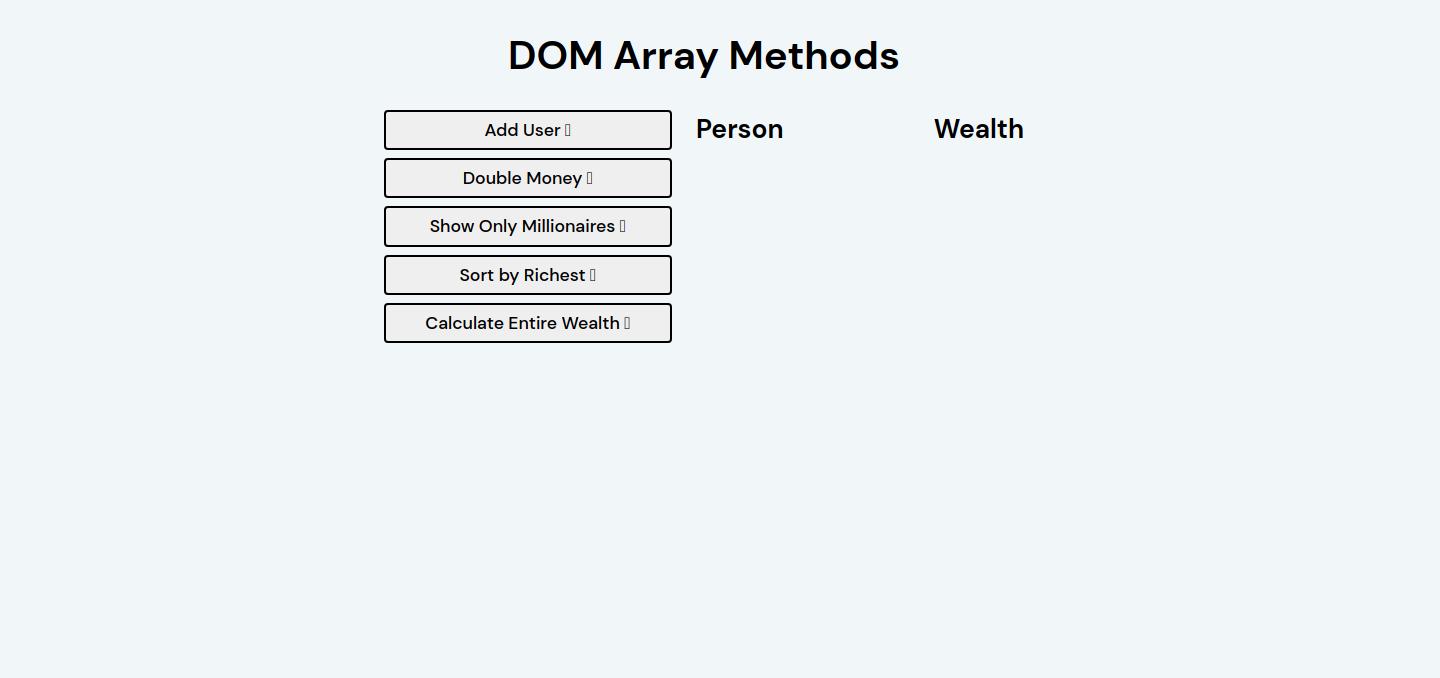 DOM Array Methods
Add User
Double Money
Show Only Millionaires
Sort by Richest
Calculate Entire Wealth
Person
Wealth